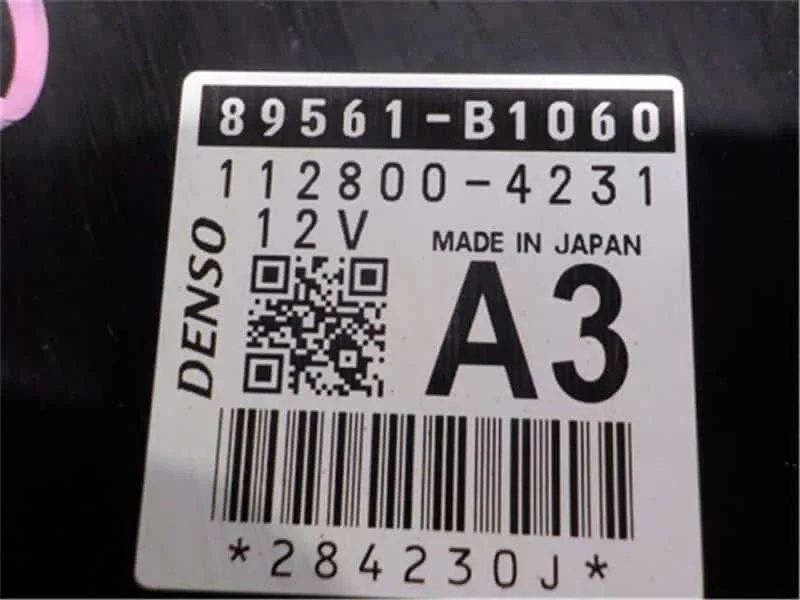 89561-B1060
112800-4231
12V
MADE IN JAPAN
DENSO
A3
*284230J*